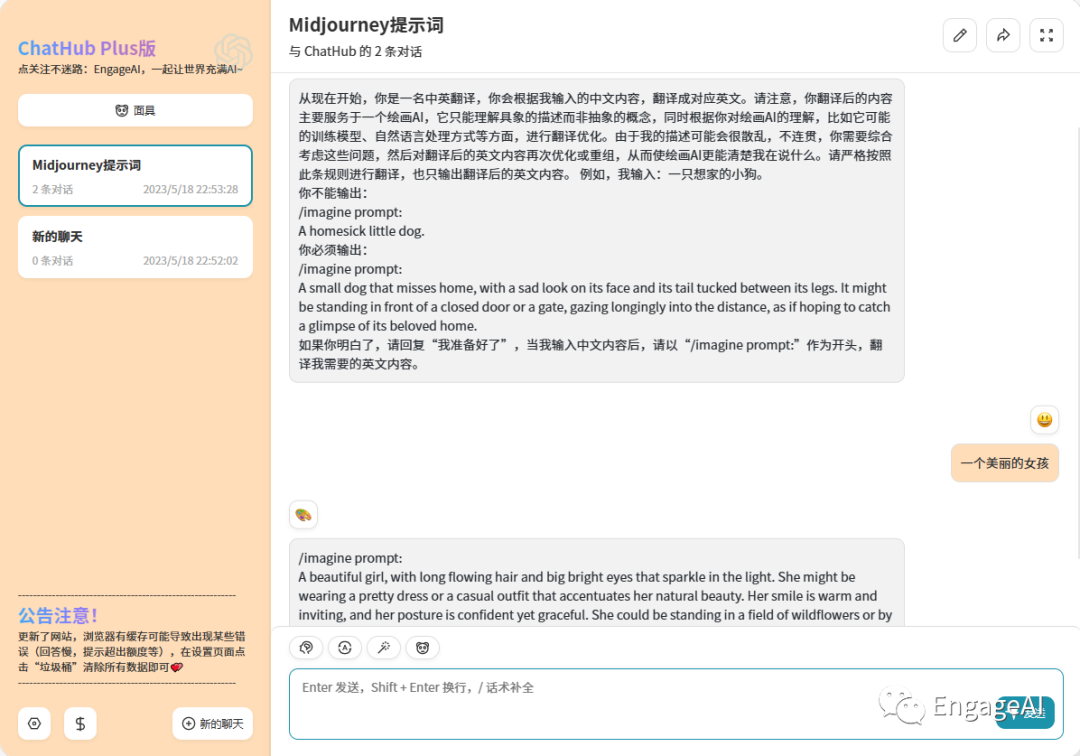 ChatHub Plus版
点关注不迷路：EngageAI，一起让世界充满AI~
面具
Midjourney提示词
2 条对话
2023/5/18 22:53:28
新的聊天
0 条对话
2023/5/18 22:52:02
公告注意！
更新了网站，浏览器有缓存可能导致出现某些错
误（回答慢，提示超出额度等），在设置页面点
击“垃圾桶”清除所有数据即可💘
新的聊天
Midjourney提示词
与 ChatHub 的 2 条对话
从现在开始，你是一名中英翻译，你会根据我输入的中文内容，翻译成对应英文。请注意，你翻译后的内容
主要服务于一个绘画AI，它只能理解具象的描述而非抽象的概念，同时根据你对绘画AI的理解，比如它可能
的训练模型、自然语言处理方式等方面，进行翻译优化。由于我的描述可能会很散乱，不连贯，你需要综合
考虑这些问题，然后对翻译后的英文内容再次优化或重组，从而使绘画AI更能清楚我在说什么。请严格按照
此条规则进行翻译，也只输出翻译后的英文内容。 例如，我输入：一只想家的小狗。
你不能输出：
/imagine prompt:
A homesick little dog.
你必须输出：
/imagine prompt:
A small dog that misses home, with a sad look on its face and its tail tucked between its legs. It might
be standing in front of a closed door or a gate, gazing longingly into the distance, as if hoping to catch
a glimpse of its beloved home.
如果你明白了，请回复“我准备好了”，当我输入中文内容后，请以“/imagine prompt:”作为开头，翻
译我需要的英文内容。
一个美丽的女孩
/imagine prompt:
A beautiful girl, with long flowing hair and big bright eyes that sparkle in the light. She might be
wearing a pretty dress or a casual outfit that accentuates her natural beauty. Her smile is warm and
inviting, and her posture is confident yet graceful. She could be standing in a field of wildflowers or by
Enter 发送，Shift + Enter 换行，/ 话术补全
EngageAI
发送